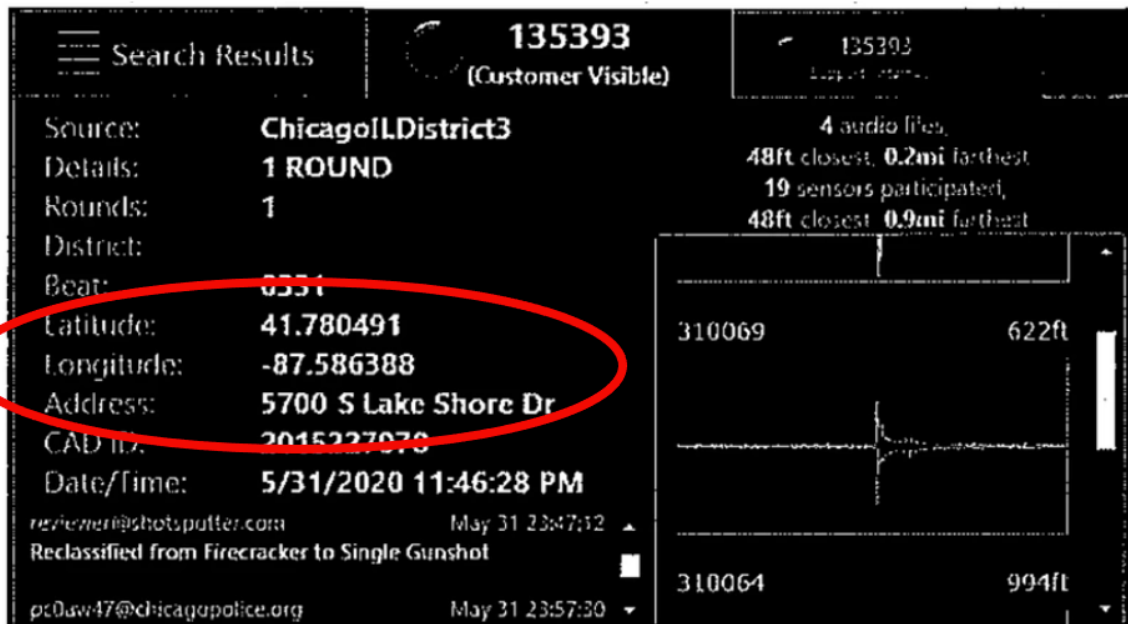 Search Results
135393
(Customer Visible)
135393
Source: ChicagoILDistrict3
Details: 1 ROUND
Rounds: 1
District:
Beat: 0331
Latitude: 41.780491
Longitude: -87.586388
Address: 5700 S Lake Shore Dr
CAD ID:
Date/Time: 5/31/2020 11:46:28 PM
reviewer@shotspotter.com May 31 23:47:12
Reclassified from Firecracker to Single Gunshot
pc0aw47@chicagopolice.org May 31 23:57:30
4 audio files,
48ft closest, 0.2mi farthest
19 sensors participated,
48ft closest, 0.9mi farthest
310069 622ft
310064 994ft